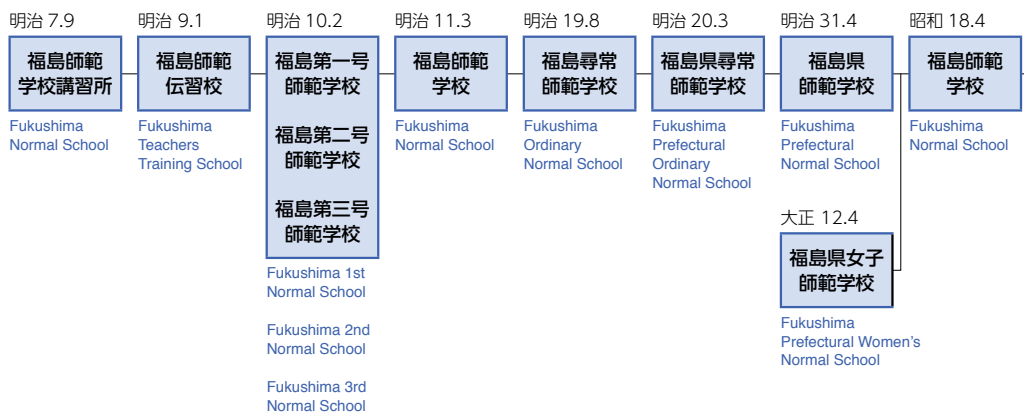 明治 7.9
福島師範
学校講習所
Fukushima
Normal School
明治 9.1
福島師範
伝習校
Fukushima
Teachers
Training School
明治 10.2
福島第一号
師範学校
福島第二号
師範学校
福島第三号
師範学校
Fukushima 1st
Normal School
Fukushima 2nd
Normal School
Fukushima 3rd
Normal School
明治 11.3
福島師範
学校
Fukushima
Normal School
明治 19.8
福島尋常
師範学校
Fukushima
Ordinary
Normal School
明治 20.3
福島県尋常
師範学校
Fukushima
Prefectural
Ordinary
Normal School
明治 31.4
福島県
師範学校
Fukushima
Prefectural
Normal School
大正 12.4
福島県女子
師範学校
Fukushima
Prefectural Women’s
Normal School
昭和 18.4
福島師範
学校
Fukushima
Normal School